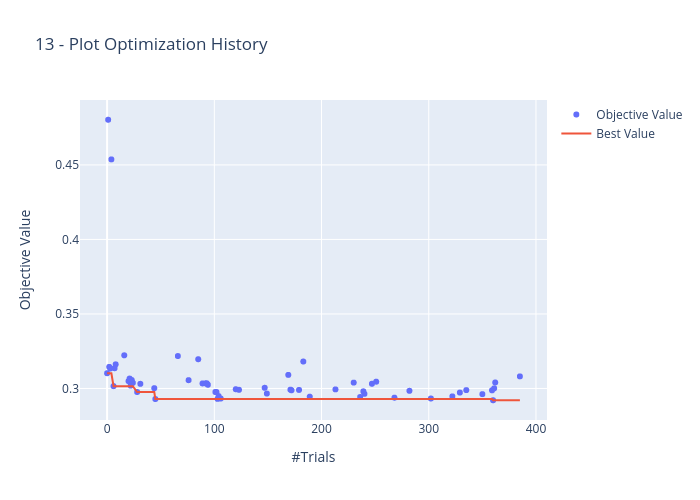 13 - Plot Optimization History
Objective Value
Best Value
0.45
0.4
0.35
0.3
Objective Value
0
100
200
300
400
#Trials